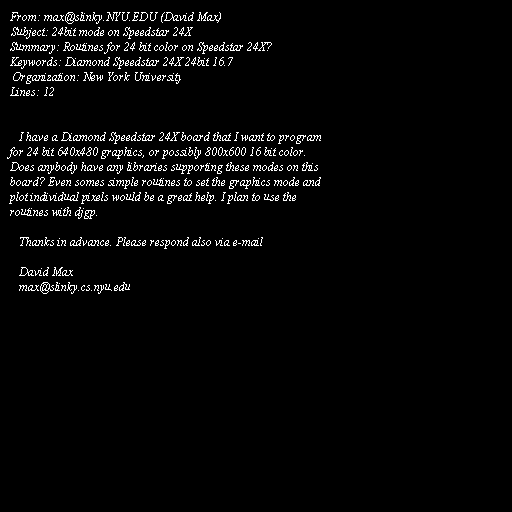 From: max@slinky.NYU.EDU (David Max)
Subject: 24bit mode on Speedstar 24X
Summary: Routines for 24 bit color on Speedstar 24X?
Keywords: Diamond Speedstar 24X 24bit 16.7
Organization: New York University
Lines: 12
I have a Diamond Speedstar 24X board that I want to program
for 24 bit 640x480 graphics, or possibly 800x600 16 bit color.
Does anybody have any libraries supporting these modes on this
board? Even somes simple routines to set the graphics mode and
plot individual pixels would be a great help. I plan to use the
routines with djgp.
Thanks in advance. Please respond also via e-mail
David Max
max@slinky.cs.nyu.edu